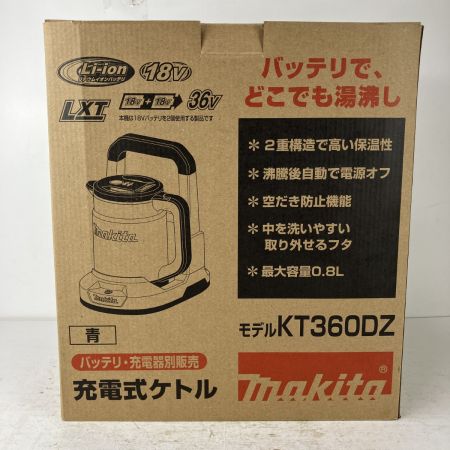 Li-ion
リチウムイオンバッテリ
18V
LXT
18V + 18V → 36V
本機は18Vバッテリを2個使用する製品です
バッテリで、
どこでも湯沸し
＊2重構造で高い保温性
＊沸騰後自動で電源オフ
＊空だき防止機能
＊中を洗いやすい
取り外せるフタ
＊最大容量0.8L
makita
makita
青
モデルKT360DZ
バッテリ・充電器別販売
充電式ケトル
makita®